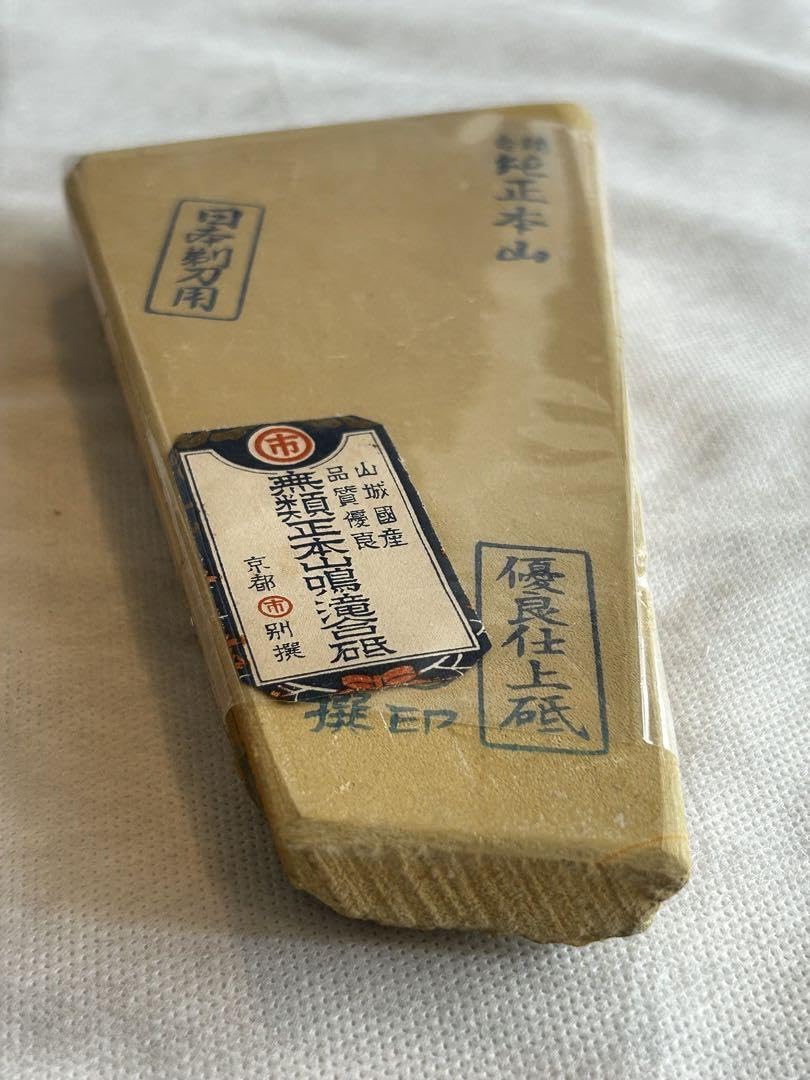 純正本山
日本剃刀用
市
山城國産
品質優良
無類正本山鳴滝合砥
京都市別撰
優良仕上砥
撰印